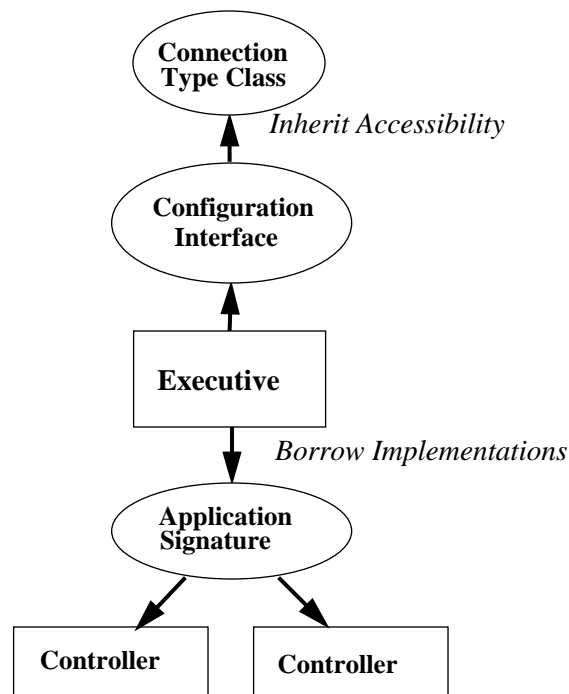 Connection
Type Class
Inherit Accessibility
Configuration
Interface
Executive
Borrow Implementations
Application
Signature
Controller
Controller